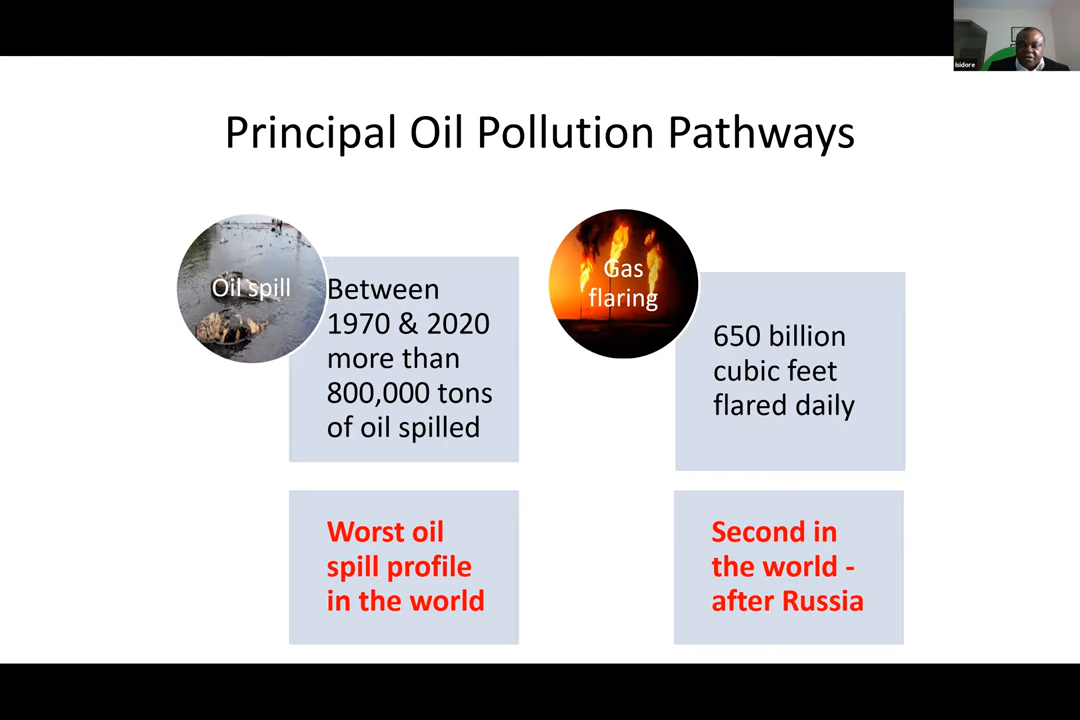 Isidore
Principal Oil Pollution Pathways
Oil spill
Between
1970 & 2020
more than
800,000 tons
of oil spilled
Worst oil
spill profile
in the world
Gas
flaring
650 billion
cubic feet
flared daily
Second in
the world -
after Russia